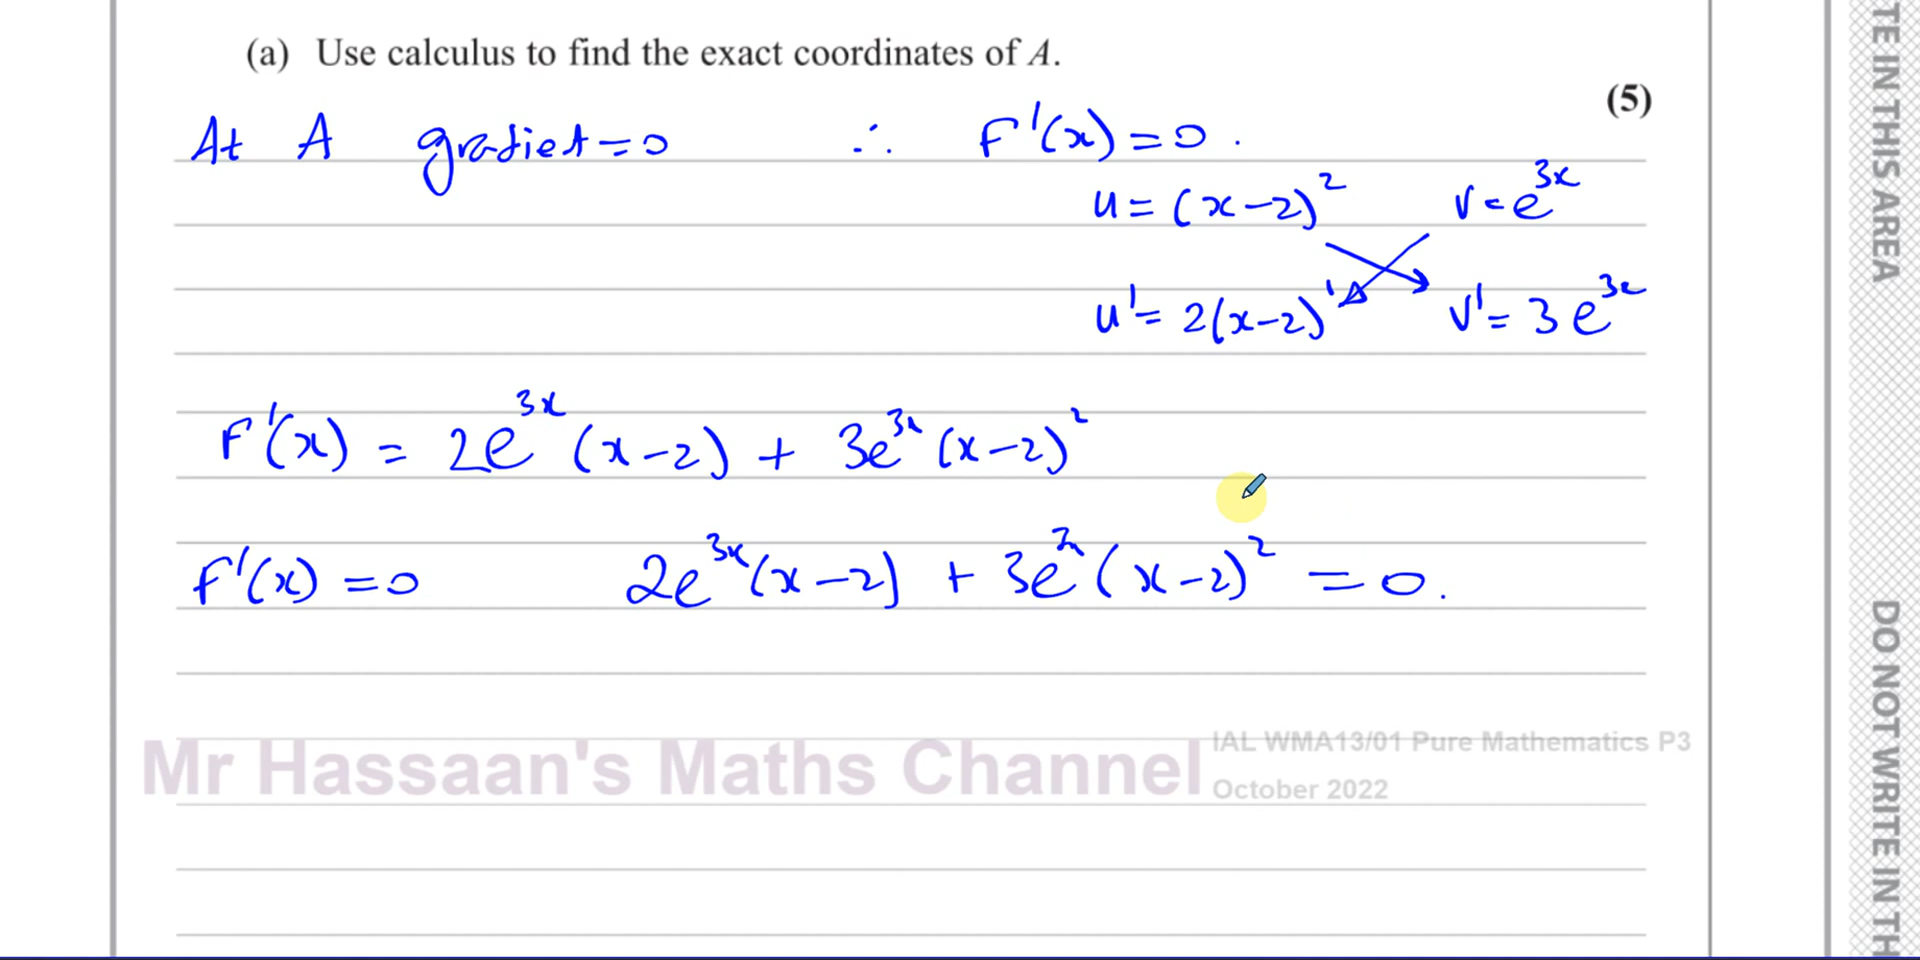 (a) Use calculus to find the exact coordinates of A.
(5)
At A gradient=0 ∴ F'(x)=0.
u=(x-2)² v=e^3x
u'=2(x-2)^1 v'=3e^3x
F'(x)=2e^3x(x-2)+3e^3x(x-2)²
F'(x)=0 2e^3x(x-2)+3e^3x(x-2)²=0.
Mr Hassaan's Maths Channel
IAL WMA13/01 Pure Mathematics P3
October 2022
TE IN THIS AREA
DO NOT WRITE IN TH